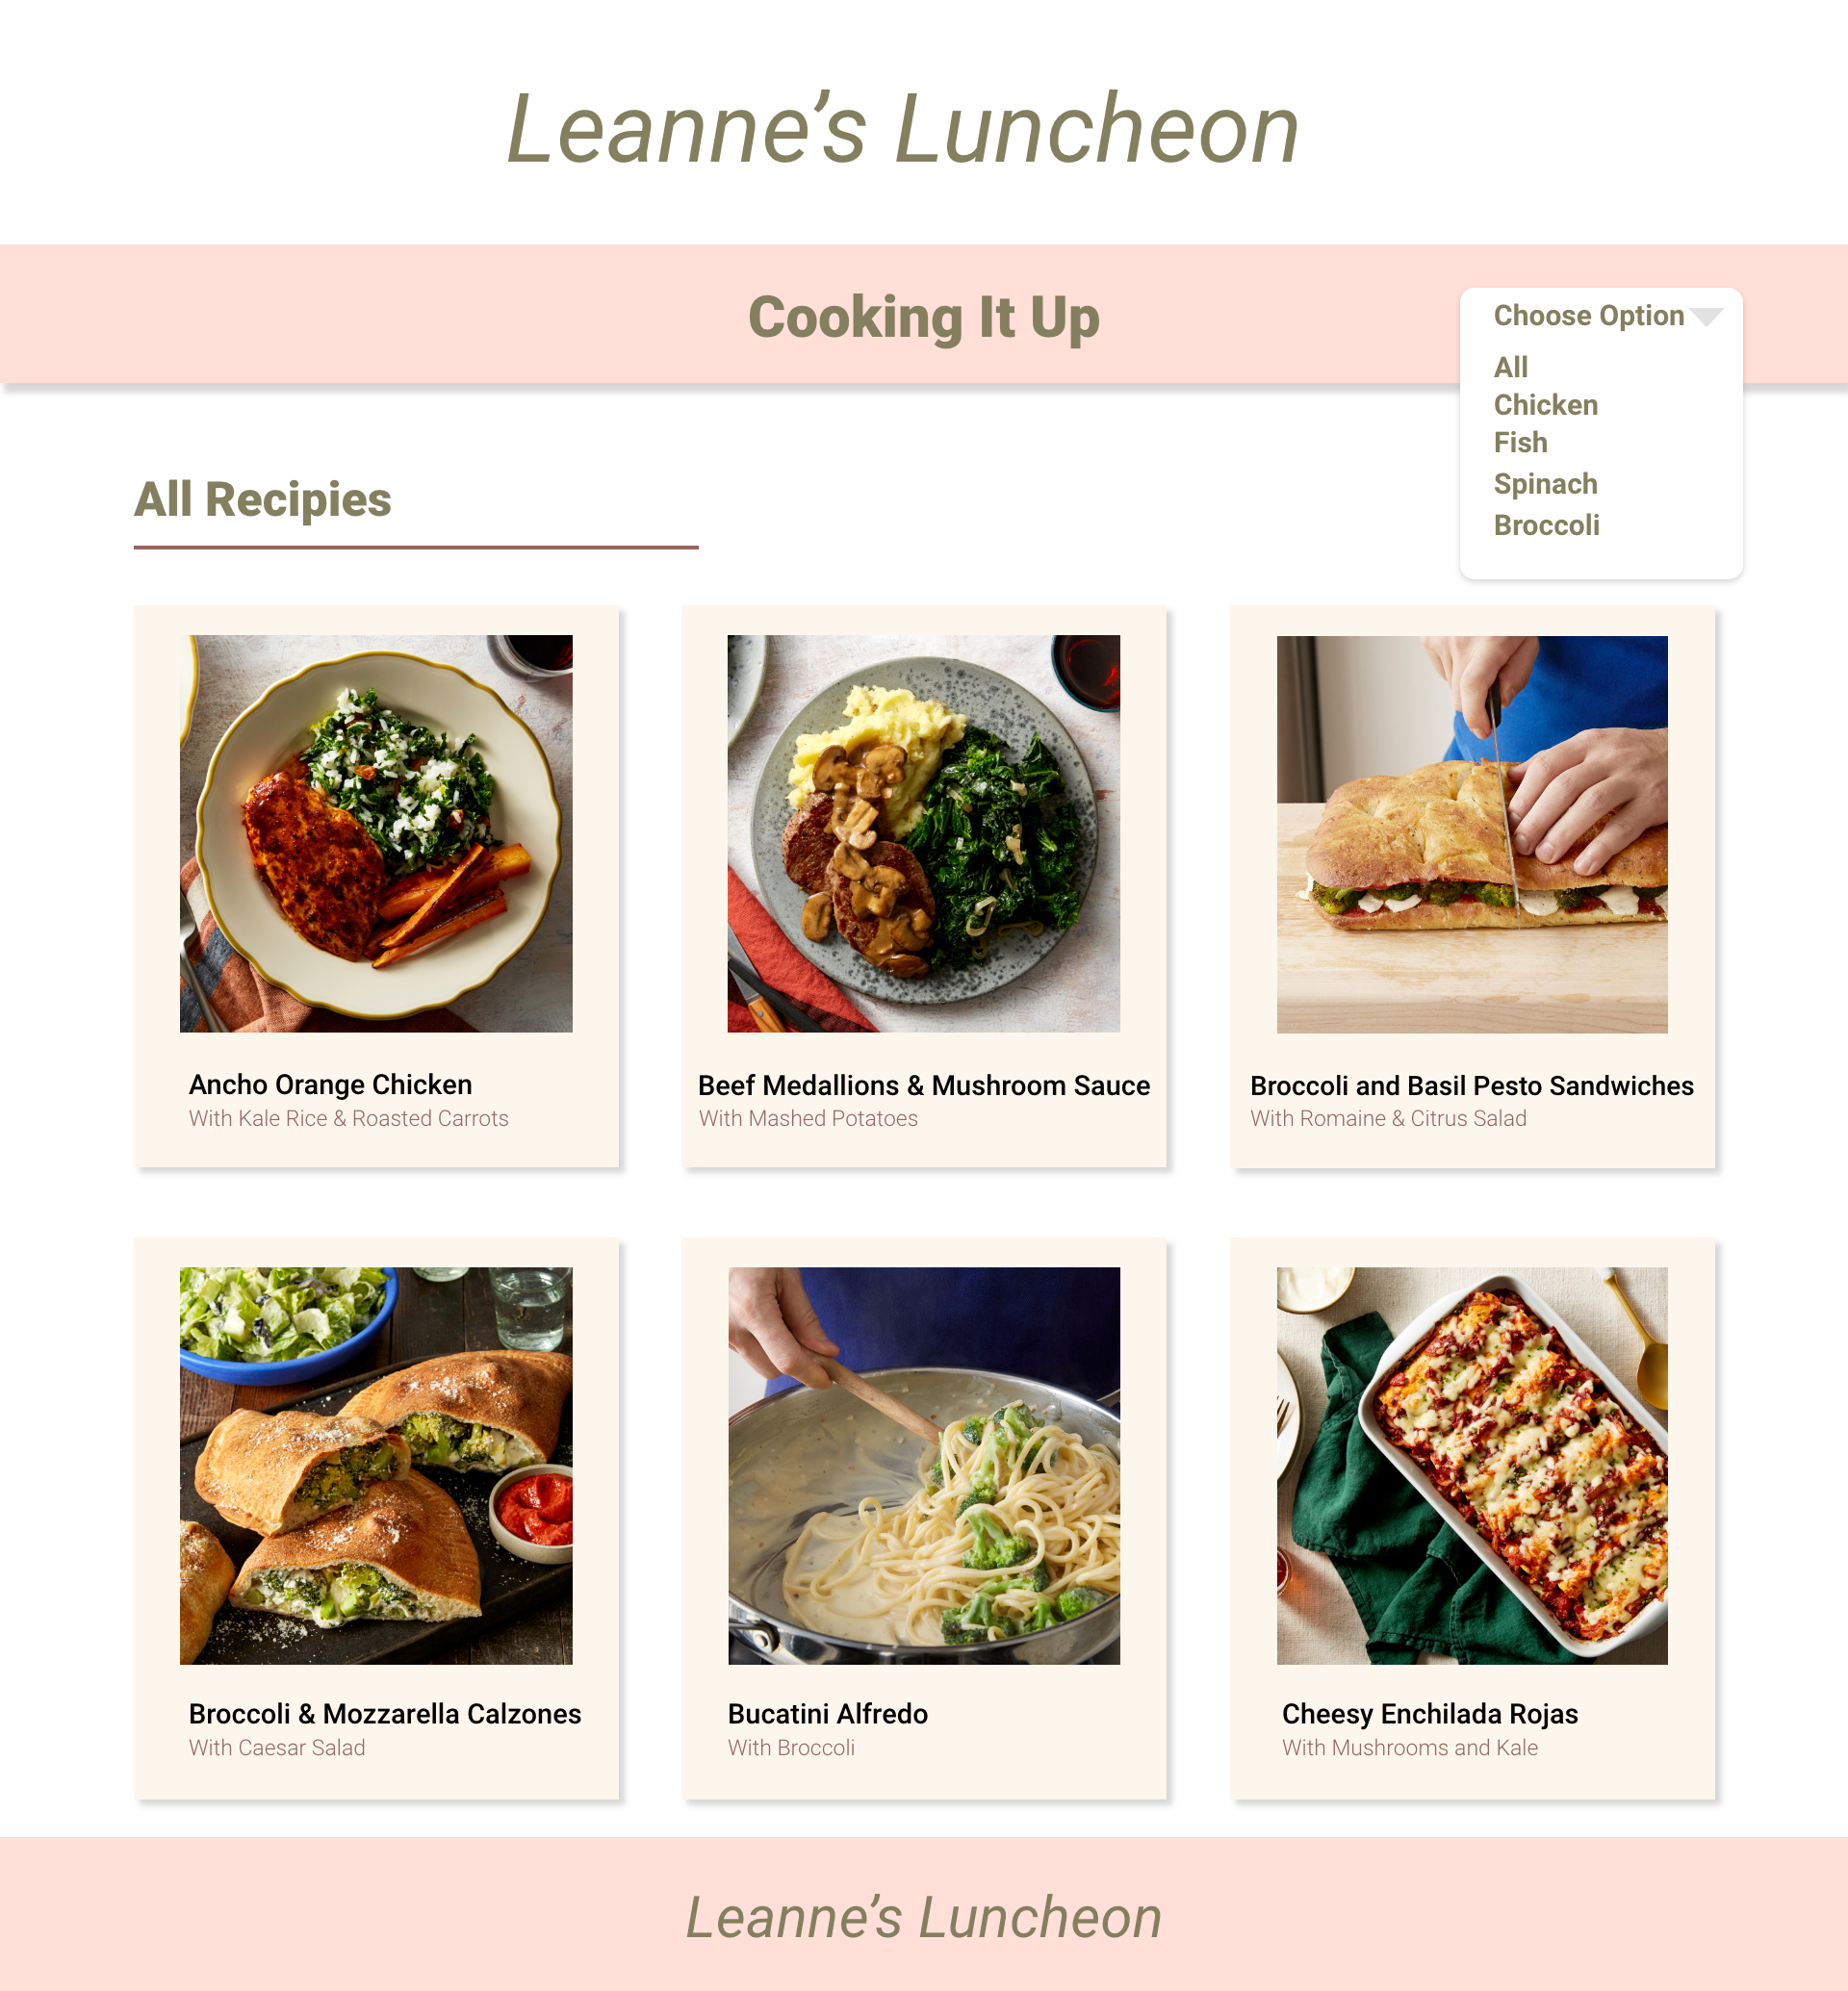 Leanne’s Luncheon
Cooking It Up
Choose Option
All
Chicken
Fish
Spinach
Broccoli
All Recipies
Ancho Orange Chicken
With Kale Rice & Roasted Carrots
Beef Medallions & Mushroom Sauce
With Mashed Potatoes
Broccoli and Basil Pesto Sandwiches
With Romaine & Citrus Salad
Broccoli & Mozzarella Calzones
With Caesar Salad
Bucatini Alfredo
With Broccoli
Cheesy Enchilada Rojas
With Mushrooms and Kale
Leanne’s Luncheon